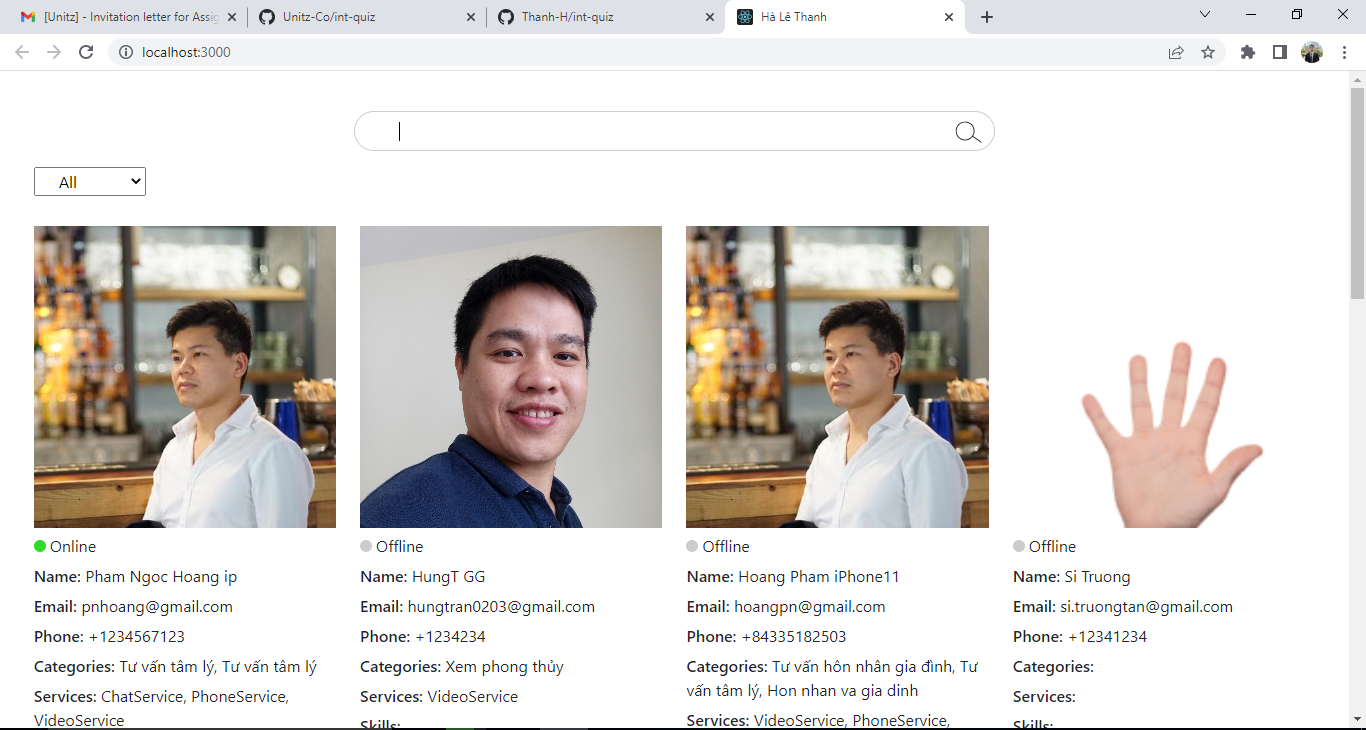 [Unitz] - Invitation letter for Assig
Unitz-Co/int-quiz
Thanh-H/int-quiz
Hà Lê Thanh
localhost:3000
All
Online
Name: Pham Ngoc Hoang ip
Email: pnhoang@gmail.com
Phone: +1234567123
Categories: Tư vấn tâm lý, Tư vấn tâm lý
Services: ChatService, PhoneService,
VideoService
Offline
Name: HungT GG
Email: hungtran0203@gmail.com
Phone: +1234234
Categories: Xem phong thủy
Services: VideoService
Skills:
Offline
Name: Hoang Pham iPhone11
Email: hoangpn@gmail.com
Phone: +84335182503
Categories: Tư vấn hôn nhân gia đình, Tư
vấn tâm lý, Hon nhan va gia dinh
Services: VideoService, PhoneService,
Offline
Name: Si Truong
Email: si.truongtan@gmail.com
Phone: +12341234
Categories:
Services:
Skills: